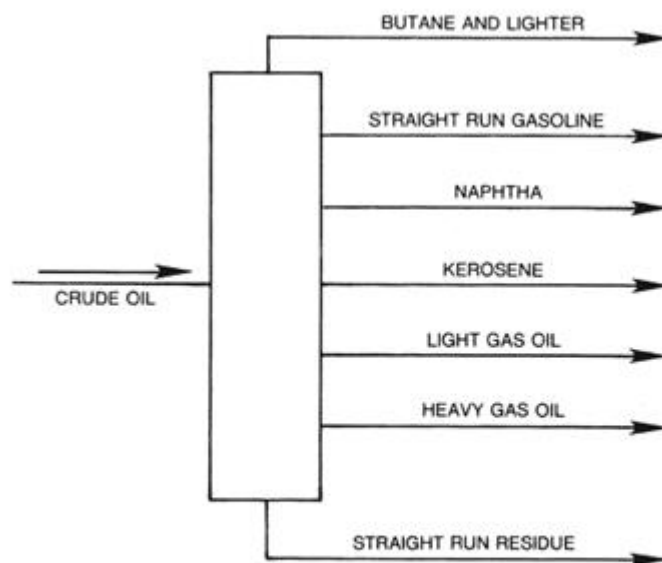 BUTANE AND LIGHTER
STRAIGHT RUN GASOLINE
NAPHTHA
KEROSENE
CRUDE OIL
LIGHT GAS OIL
HEAVY GAS OIL
STRAIGHT RUN RESIDUE